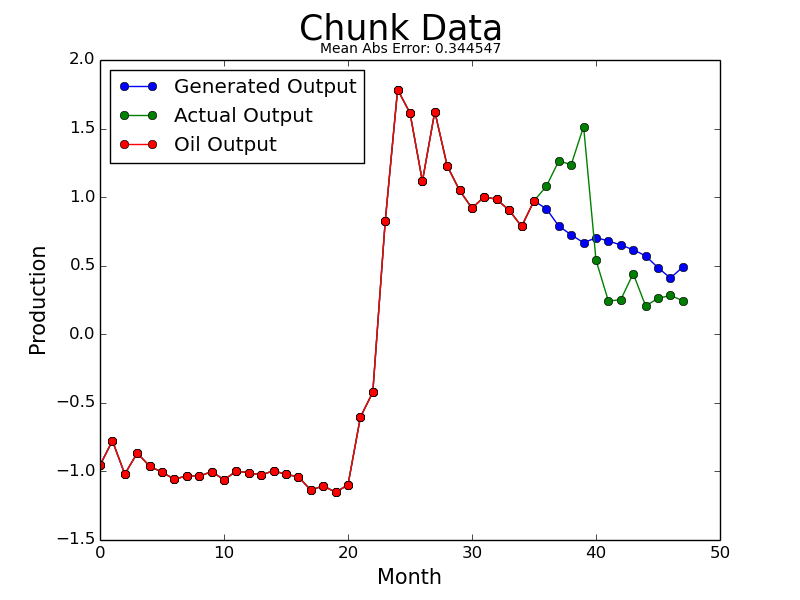 Chunk Data
Mean Abs Error: 0.344547
Generated Output
Actual Output
Oil Output
2.0
1.5
1.0
0.5
0.0
−0.5
−1.0
−1.5
Production
0 10 20 30 40 50
Month